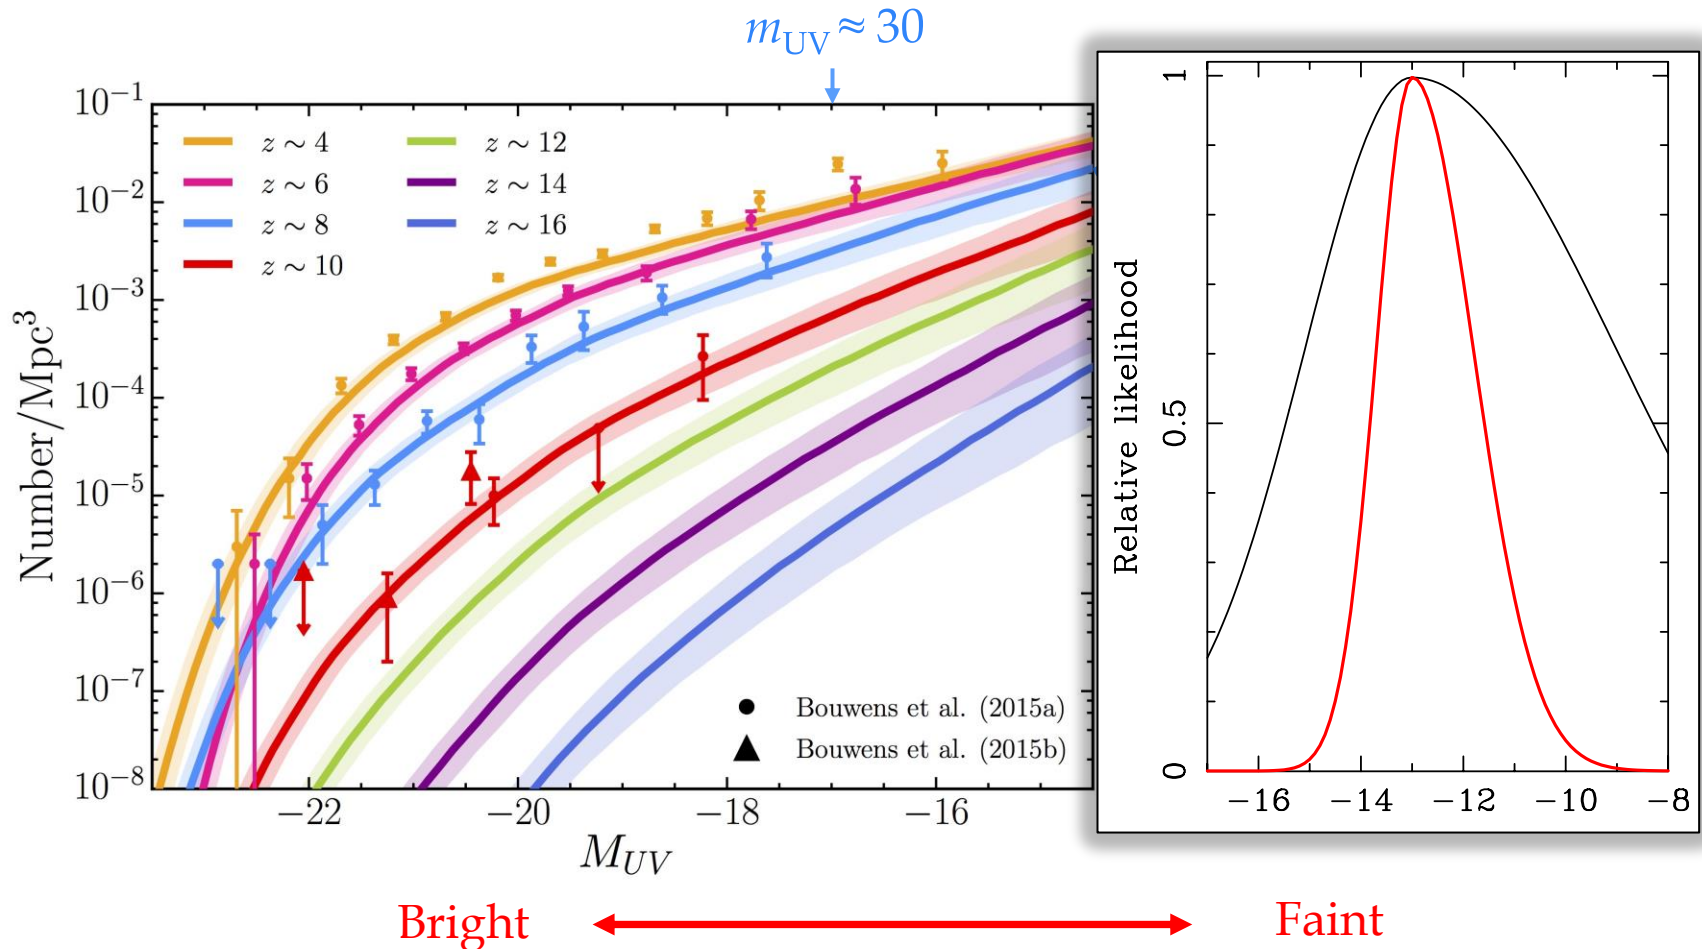 m_UV ≈ 30
10^−1
10^−2
10^−3
10^−4
10^−5
10^−6
10^−7
10^−8
Number/Mpc^3
z ∼ 4
z ∼ 6
z ∼ 8
z ∼ 10
z ∼ 12
z ∼ 14
z ∼ 16
Bouwens et al. (2015a)
Bouwens et al. (2015b)
−22 −20 −18 −16
M_UV
Relative likelihood
1
0.5
0
−16 −14 −12 −10 −8
Bright
Faint